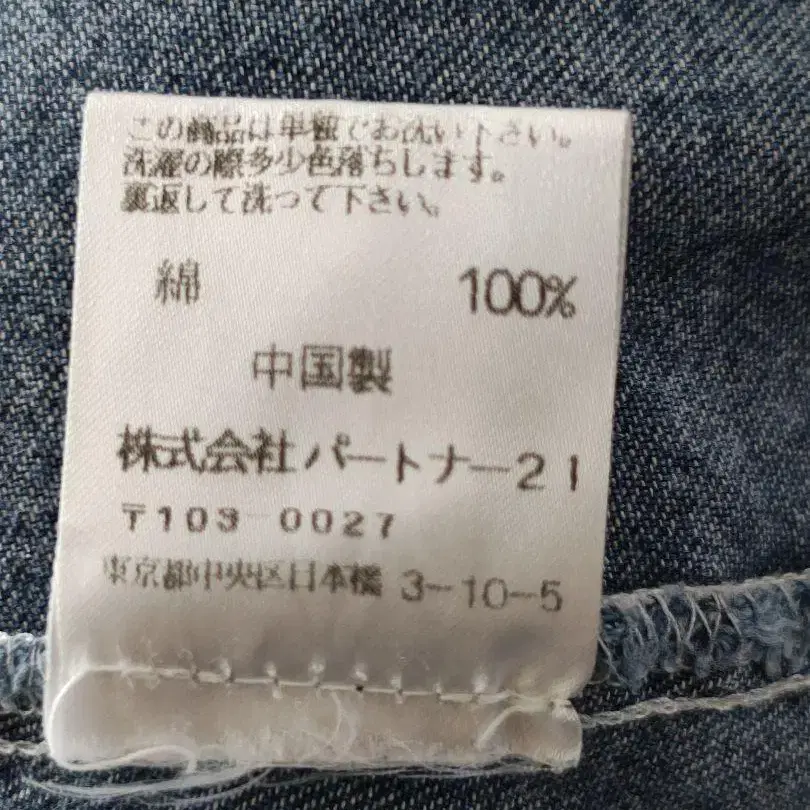 この商品は単独でお洗い下さい。
洗濯の際多少色落ちします。
裏返して洗って下さい。
綿 100%
中国製
株式会社パートナー21
〒103-0027
東京都中央区日本橋 3-10-5